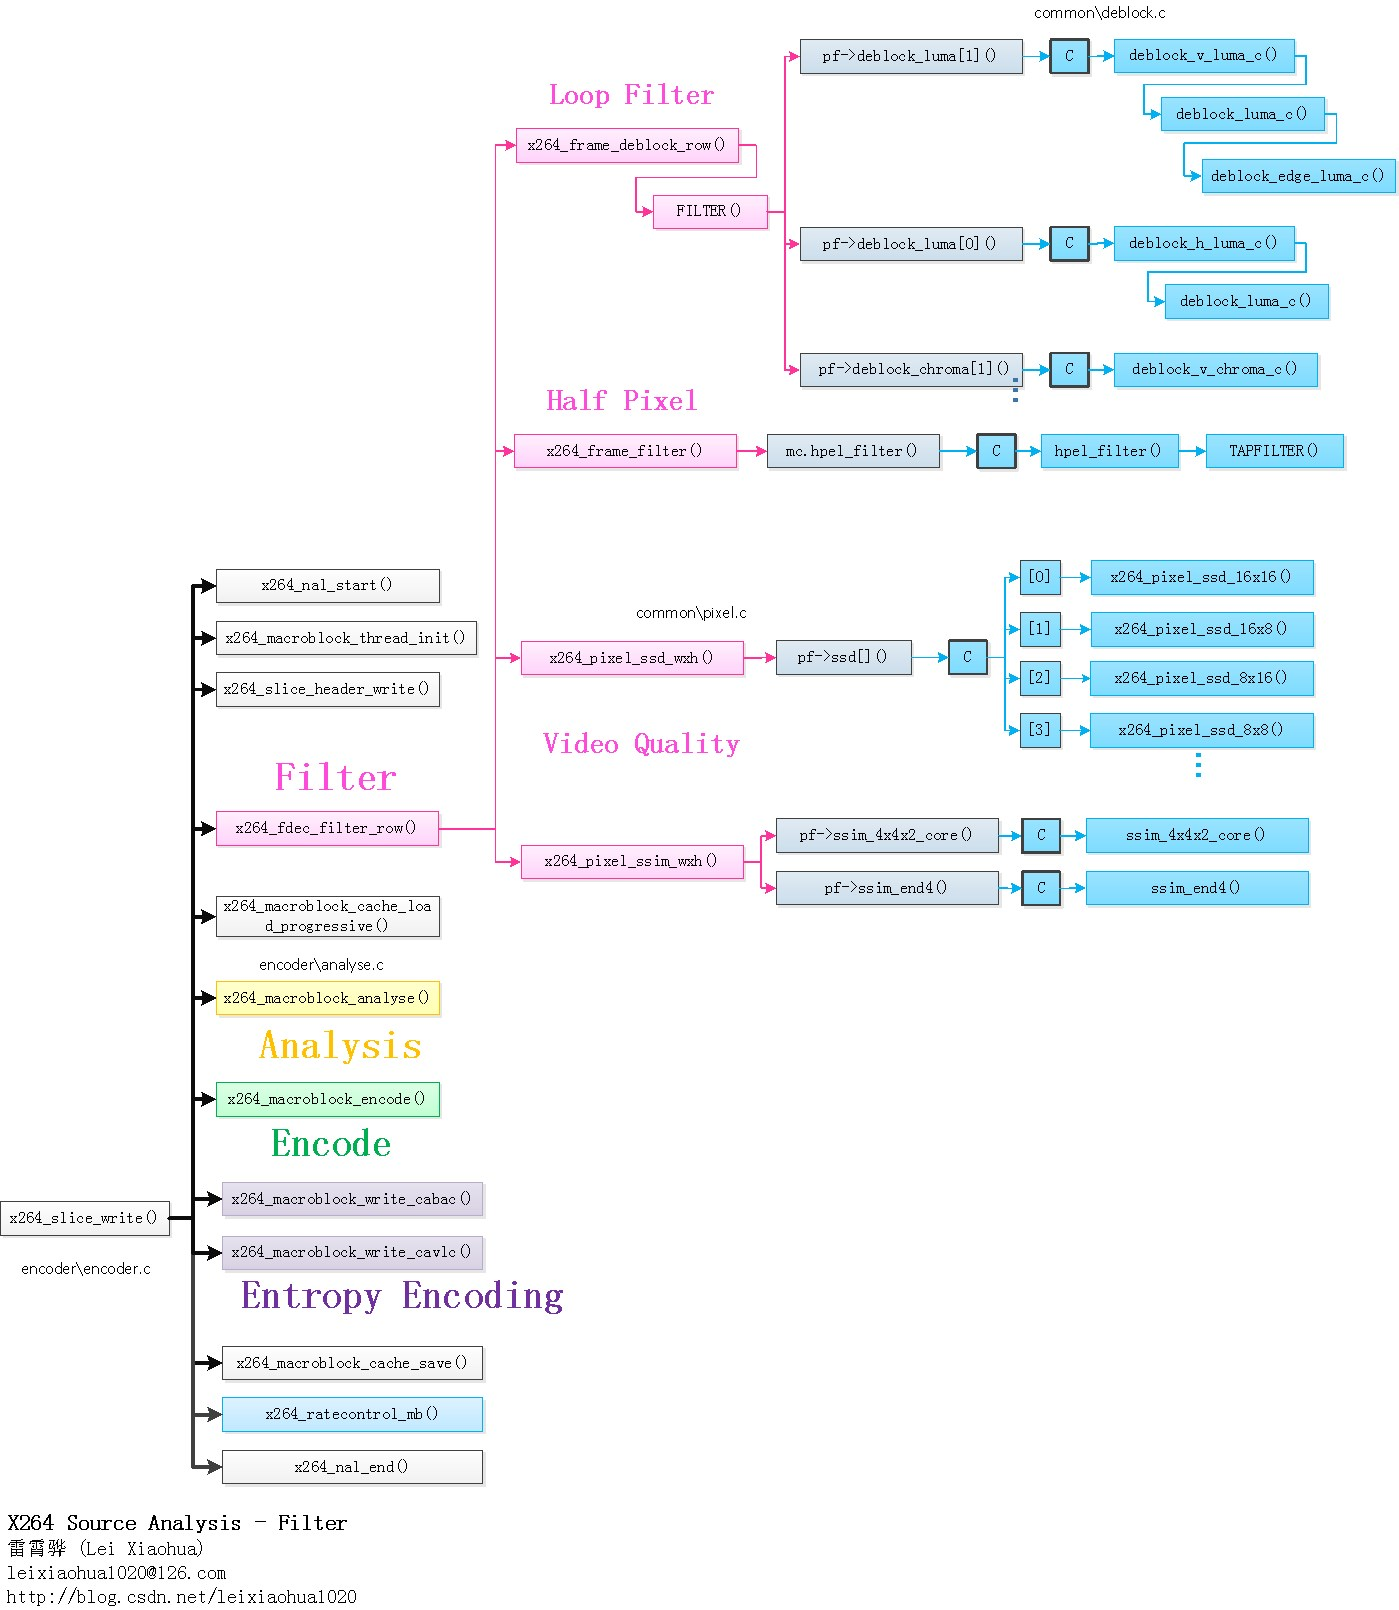 common\deblock.c
pf->deblock_luma[1]()
C
deblock_v_luma_c()
Loop Filter
deblock_luma_c()
x264_frame_deblock_row()
deblock_edge_luma_c()
FILTER()
pf->deblock_luma[0]()
C
deblock_h_luma_c()
deblock_luma_c()
pf->deblock_chroma[1]()
C
deblock_v_chroma_c()
Half Pixel
x264_frame_filter()
mc.hpel_filter()
C
hpel_filter()
TAPFILTER()
x264_nal_start()
[0]
x264_pixel_ssd_16x16()
common\pixel.c
x264_macroblock_thread_init()
[1]
x264_pixel_ssd_16x8()
x264_pixel_ssd_wxh()
pf->ssd[]()
C
x264_slice_header_write()
[2]
x264_pixel_ssd_8x16()
[3]
x264_pixel_ssd_8x8()
Video Quality
Filter
x264_fdec_filter_row()
pf->ssim_4x4x2_core()
C
ssim_4x4x2_core()
x264_pixel_ssim_wxh()
pf->ssim_end4()
C
ssim_end4()
x264_macroblock_cache_loa
d_progressive()
encoder\analyse.c
x264_macroblock_analyse()
Analysis
x264_macroblock_encode()
Encode
x264_macroblock_write_cabac()
x264_slice_write()
x264_macroblock_write_cavlc()
encoder\encoder.c
Entropy Encoding
x264_macroblock_cache_save()
x264_ratecontrol_mb()
x264_nal_end()
X264 Source Analysis - Filter
雷霄骅 (Lei Xiaohua)
leixiaohua1020@126.com
http://blog.csdn.net/leixiaohua1020